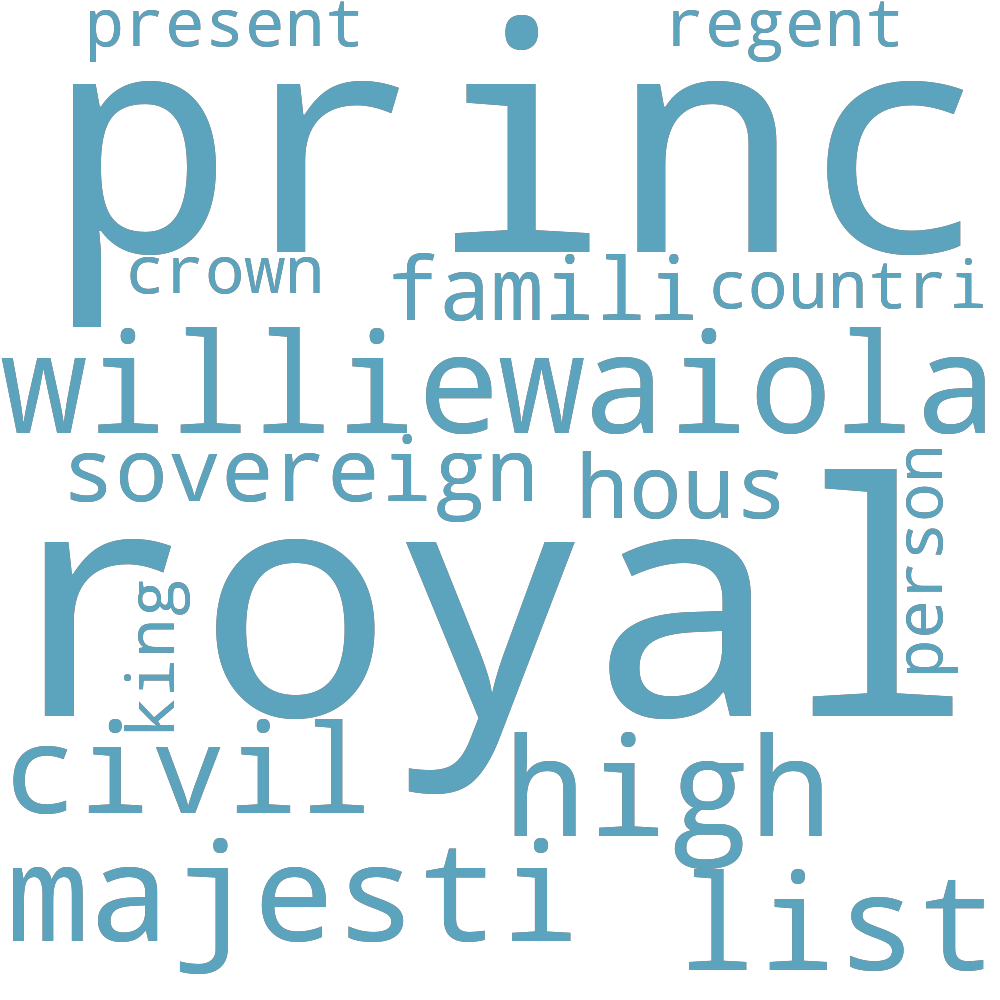 present regent
princ
crown famili countri
williewaiola
sovereign hous
person
royal
king
civil high
majesti list